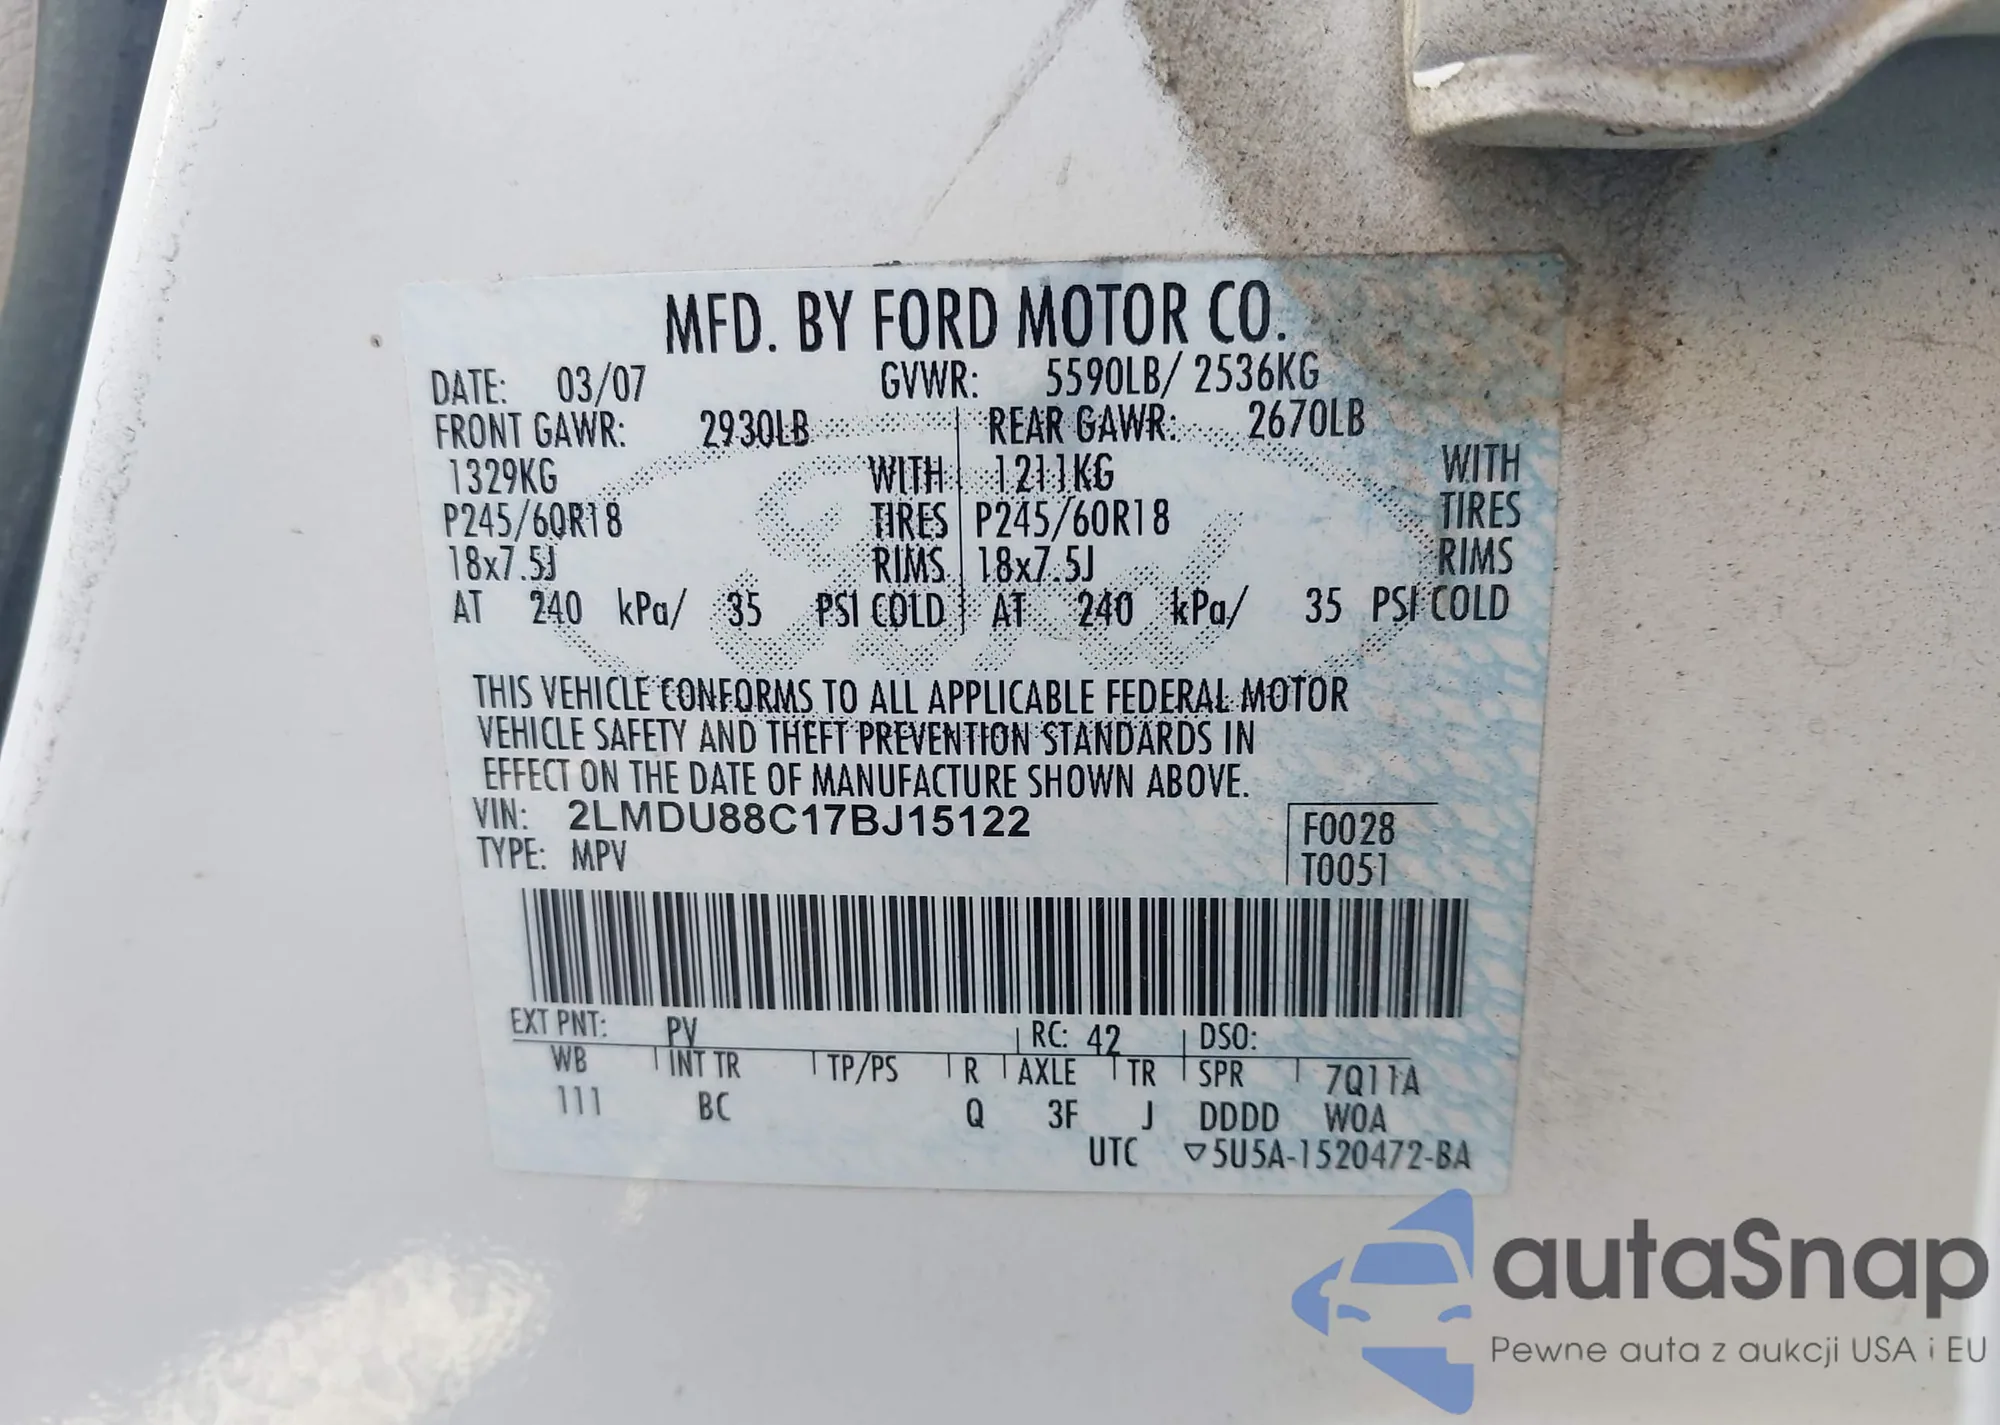 MFD. BY FORD MOTOR CO.
DATE: 03/07 GVWR: 5590LB/ 2536KG
FRONT GAWR: 2930LB REAR GAWR: 2670LB
1329KG WITH 1211KG WITH
P245/60R18 TIRES P245/60R18 TIRES
18x7.5J RIMS 18x7.5J RIMS
AT 240 kPa/ 35 PSI COLD AT 240 kPa/ 35 PSI COLD
THIS VEHICLE CONFORMS TO ALL APPLICABLE FEDERAL MOTOR
VEHICLE SAFETY AND THEFT PREVENTION STANDARDS IN
EFFECT ON THE DATE OF MANUFACTURE SHOWN ABOVE.
VIN: 2LMDU88C17BJ15122 F0028
TYPE: MPV T0051
EXT PNT: PV RC: 42 DSO:
WB INT TR TP/PS R AXLE TR SPR 7Q11A
111 BC Q 3F J DDDD WOA
UTC ▽5U5A-1520472-BA
autaSnap
Pewne auta z aukcji USA i EU